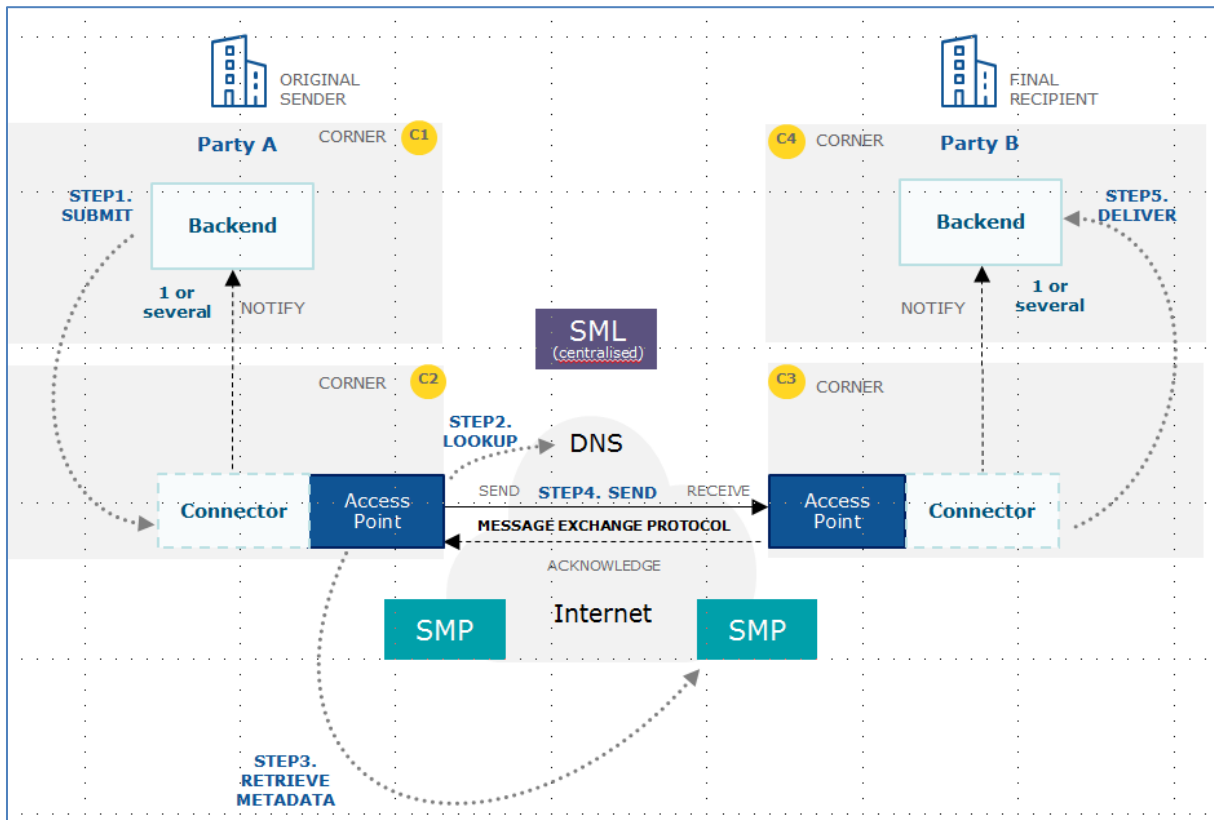 ORIGINAL
SENDER
FINAL
RECIPIENT
CORNER C1
Party A
C4 CORNER
Party B
STEP1.
SUBMIT
Backend
1 or
several
NOTIFY
STEP5.
DELIVER
Backend
1 or
several
NOTIFY
SML
(centralised)
CORNER C2
C3 CORNER
STEP2.
LOOKUP
DNS
Connector
Access
Point
SEND STEP4. SEND RECEIVE
MESSAGE EXCHANGE PROTOCOL
ACKNOWLEDGE
Access
Point
Connector
Internet
SMP
SMP
STEP3.
RETRIEVE
METADATA